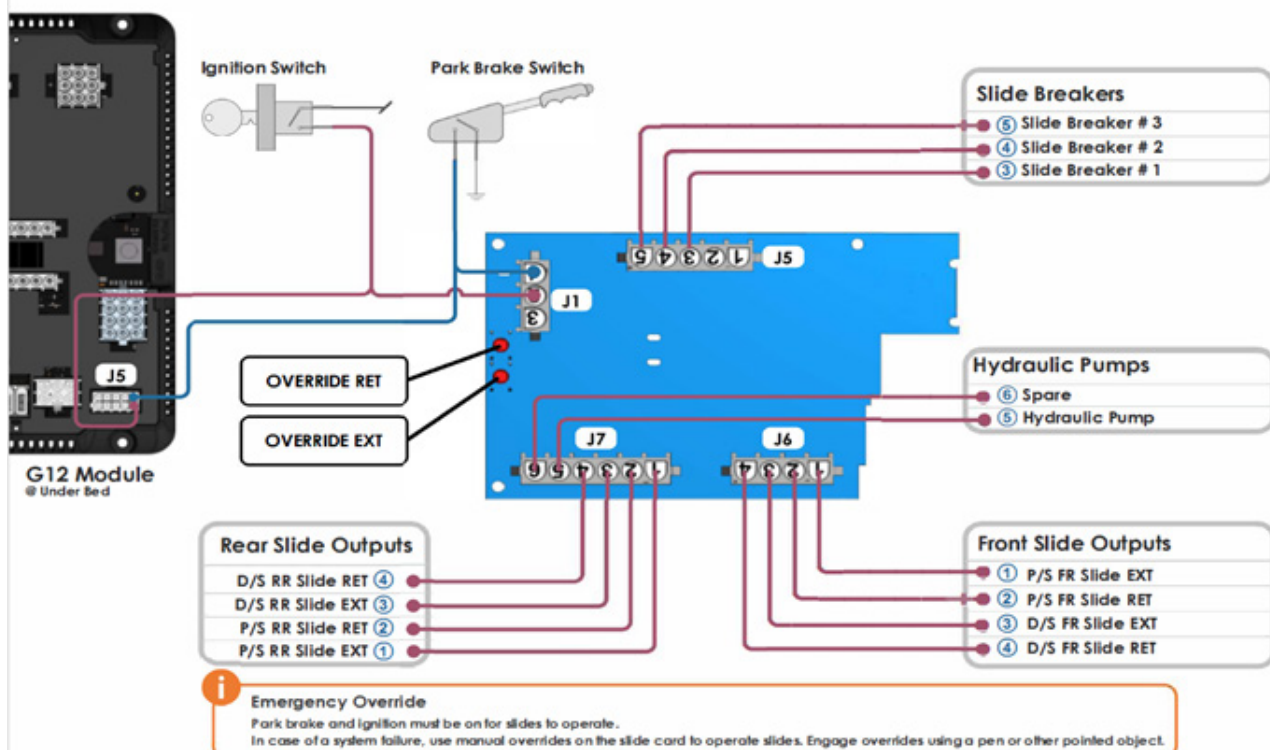 Ignition Switch
Park Brake Switch
Slide Breakers
⑤ Slide Breaker # 3
④ Slide Breaker # 2
③ Slide Breaker # 1
5 4 3 2 1
J5
J1
3
OVERRIDE RET
OVERRIDE EXT
J5
G12 Module
@ Under Bed
Hydraulic Pumps
⑥ Spare
⑤ Hydraulic Pump
J7
6 5 4 3 2 1
J6
4 3 2 1
Rear Slide Outputs
D/S RR Slide RET ④
D/S RR Slide EXT ③
P/S RR Slide RET ②
P/S RR Slide EXT ①
Front Slide Outputs
① P/S FR Slide EXT
② P/S FR Slide RET
③ D/S FR Slide EXT
④ D/S FR Slide RET
i
Emergency Override
Park brake and ignition must be on for slides to operate.
In case of a system failure, use manual overrides on the slide card to operate slides. Engage overrides using a pen or other pointed object.